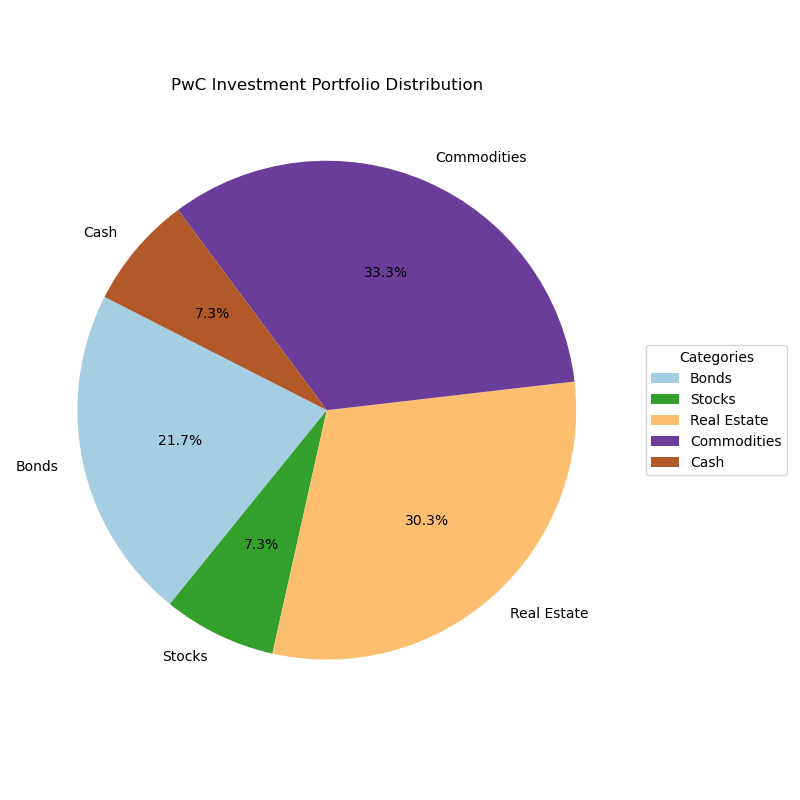 PwC Investment Portfolio Distribution
Commodities
33.3%
Cash
7.3%
Bonds
21.7%
Stocks
7.3%
Real Estate
30.3%
Categories
Bonds
Stocks
Real Estate
Commodities
Cash